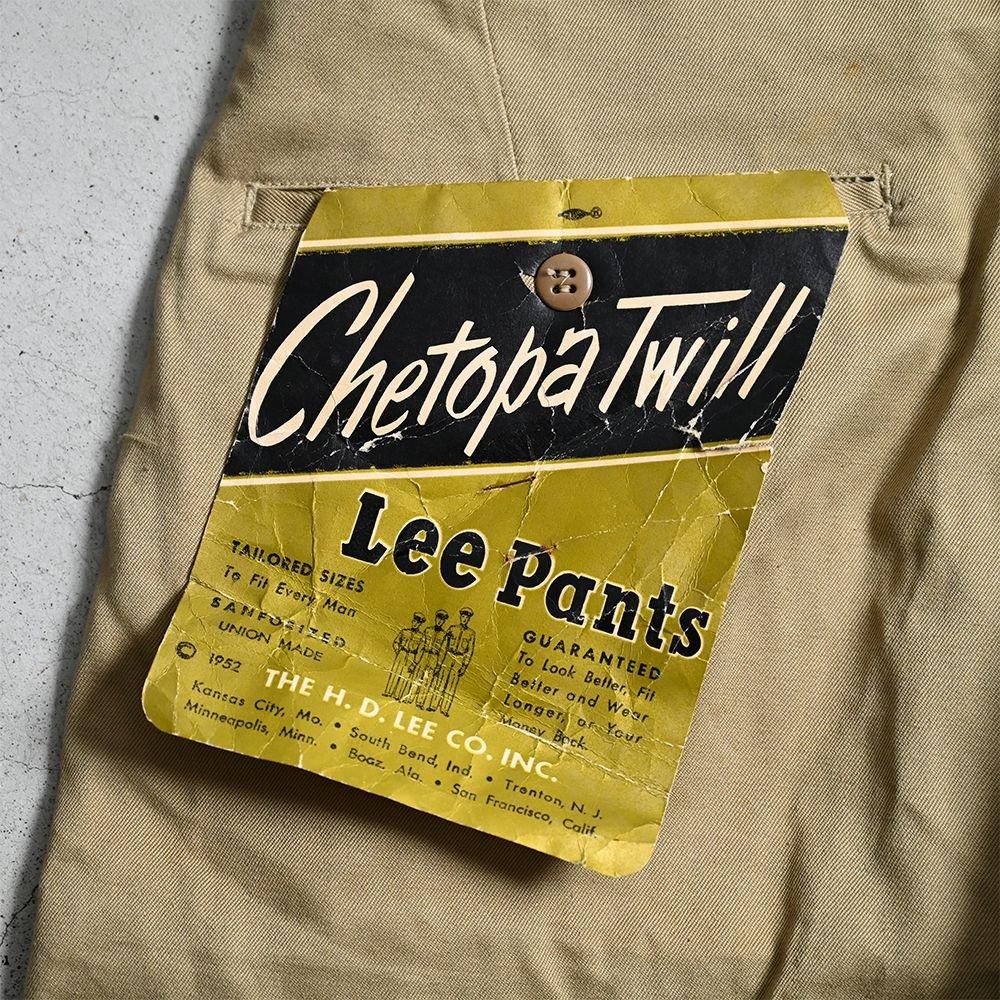 ®
Chetopa Twill
Lee Pants
TAILORED SIZES
To Fit Every Man
SANFORIZED
UNION MADE
© 1952
GUARANTEED
To Look Better, Fit
Better and Wear
Longer, or Your
Money Back.
THE H. D. LEE CO. INC.
Kansas City, Mo. • South Bend, Ind. • Trenton, N. J.
Minneapolis, Minn. • Boaz, Ala. • San Francisco, Calif.